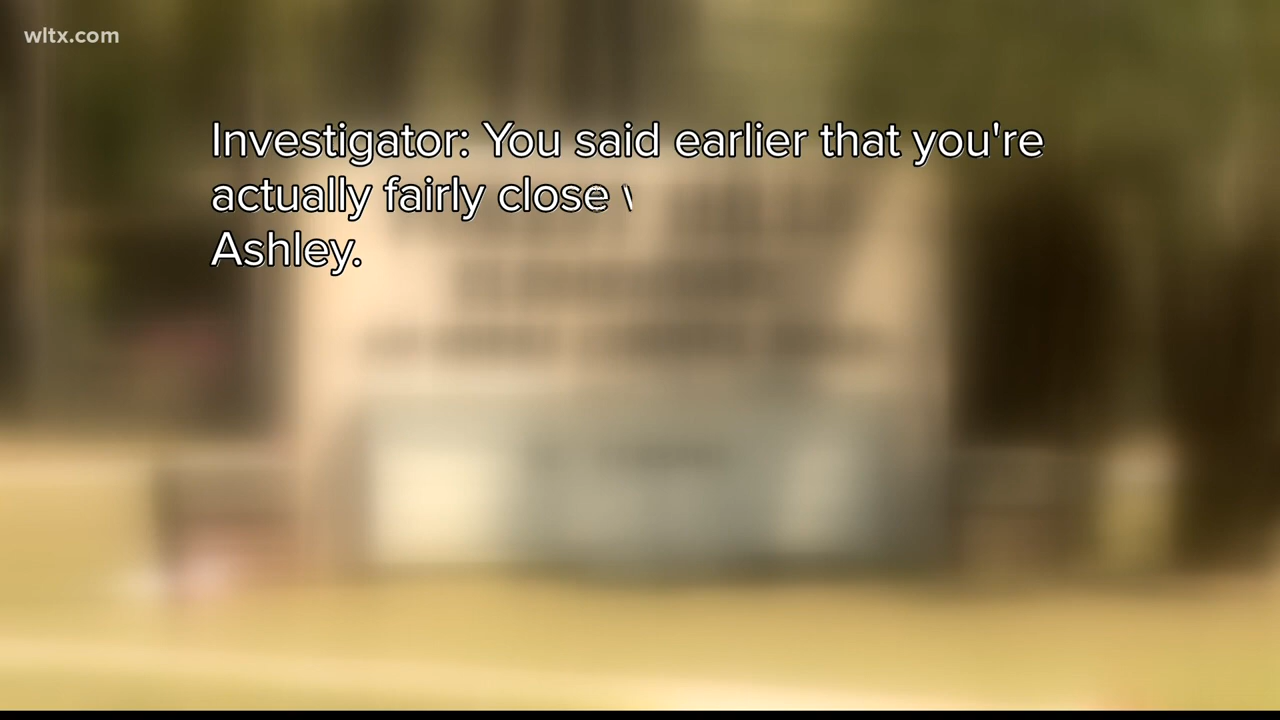 wltx.com
Investigator: You said earlier that you're
actually fairly close
Ashley.